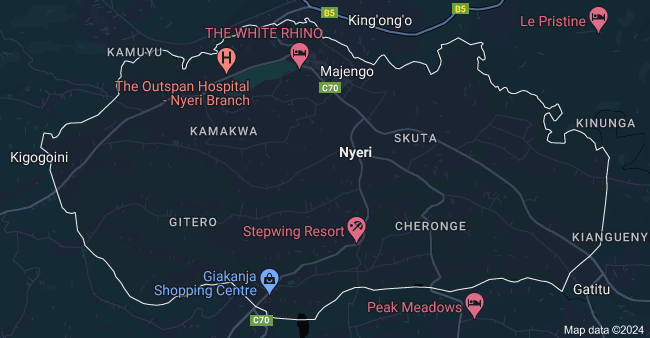 B5
King'ong'o
B5
Le Pristine
THE WHITE RHINO
KAMUYU
The Outspan Hospital
- Nyeri Branch
H
Majengo
C70
KAMAKWA
SKUTA
KINUNGA
Kigogoini
Nyeri
GITERO
Stepwing Resort
CHERONGE
KIANGUENY
Giakanja
Shopping Centre
Gatitu
Peak Meadows
C70
Map data ©2024